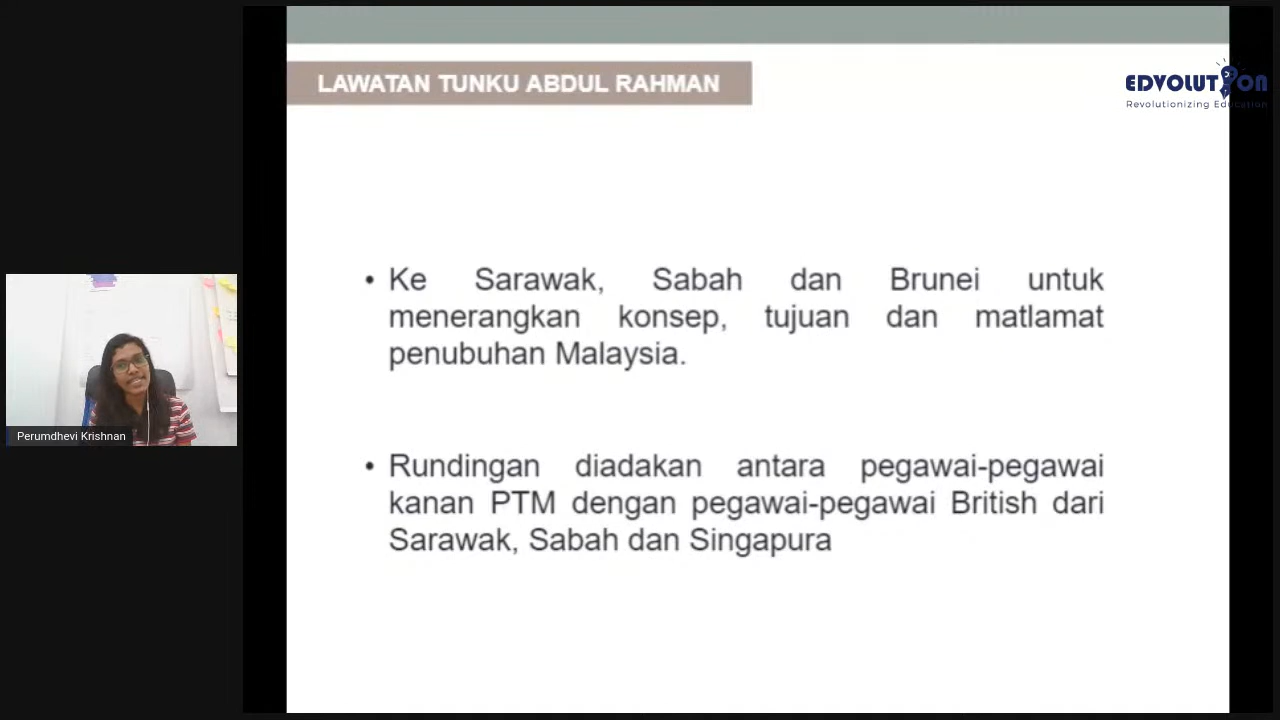 LAWATAN TUNKU ABDUL RAHMAN
EDVOLUTION
Revolutionizing Education
• Ke Sarawak, Sabah dan Brunei untuk
menerangkan konsep, tujuan dan matlamat
penubuhan Malaysia.
• Rundingan diadakan antara pegawai-pegawai
kanan PTM dengan pegawai-pegawai British dari
Sarawak, Sabah dan Singapura
Perumdhevi Krishnan